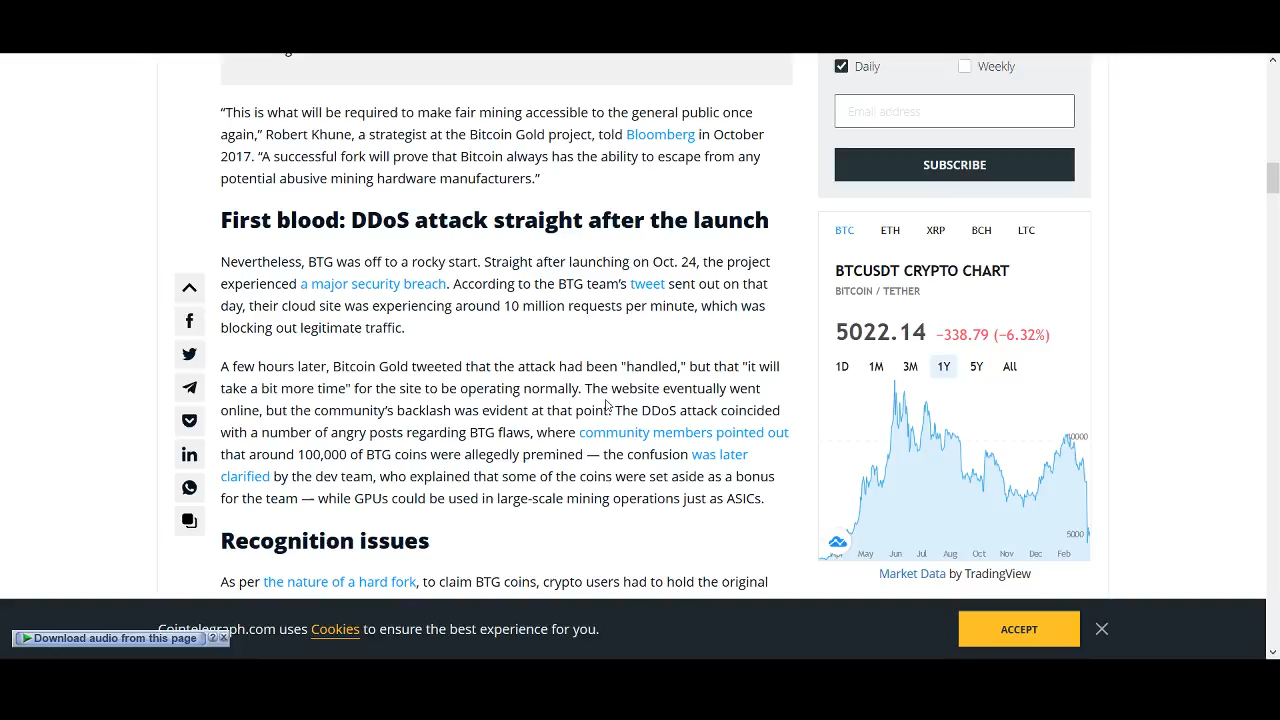 Daily
Weekly
Email address
SUBSCRIBE
“This is what will be required to make fair mining accessible to the general public once
again,” Robert Khune, a strategist at the Bitcoin Gold project, told Bloomberg in October
2017. “A successful fork will prove that Bitcoin always has the ability to escape from any
potential abusive mining hardware manufacturers.”
First blood: DDoS attack straight after the launch
Nevertheless, BTG was off to a rocky start. Straight after launching on Oct. 24, the project
experienced a major security breach. According to the BTG team’s tweet sent out on that
day, their cloud site was experiencing around 10 million requests per minute, which was
blocking out legitimate traffic.
A few hours later, Bitcoin Gold tweeted that the attack had been "handled," but that "it will
take a bit more time" for the site to be operating normally. The website eventually went
online, but the community’s backlash was evident at that point. The DDoS attack coincided
with a number of angry posts regarding BTG flaws, where community members pointed out
that around 100,000 of BTG coins were allegedly premined — the confusion was later
clarified by the dev team, who explained that some of the coins were set aside as a bonus
for the team — while GPUs could be used in large-scale mining operations just as ASICs.
Recognition issues
As per the nature of a hard fork, to claim BTG coins, crypto users had to hold the original
BTC ETH XRP BCH LTC
BTCUSDT CRYPTO CHART
BITCOIN / TETHER
5022.14 −338.79 (−6.32%)
1D 1M 3M 1Y 5Y All
10000
5000
May Jun Jul Aug Oct Nov Dec Feb
Market Data by TradingView
Cointelegraph.com uses Cookies to ensure the best experience for you.
ACCEPT
Download audio from this page ? x